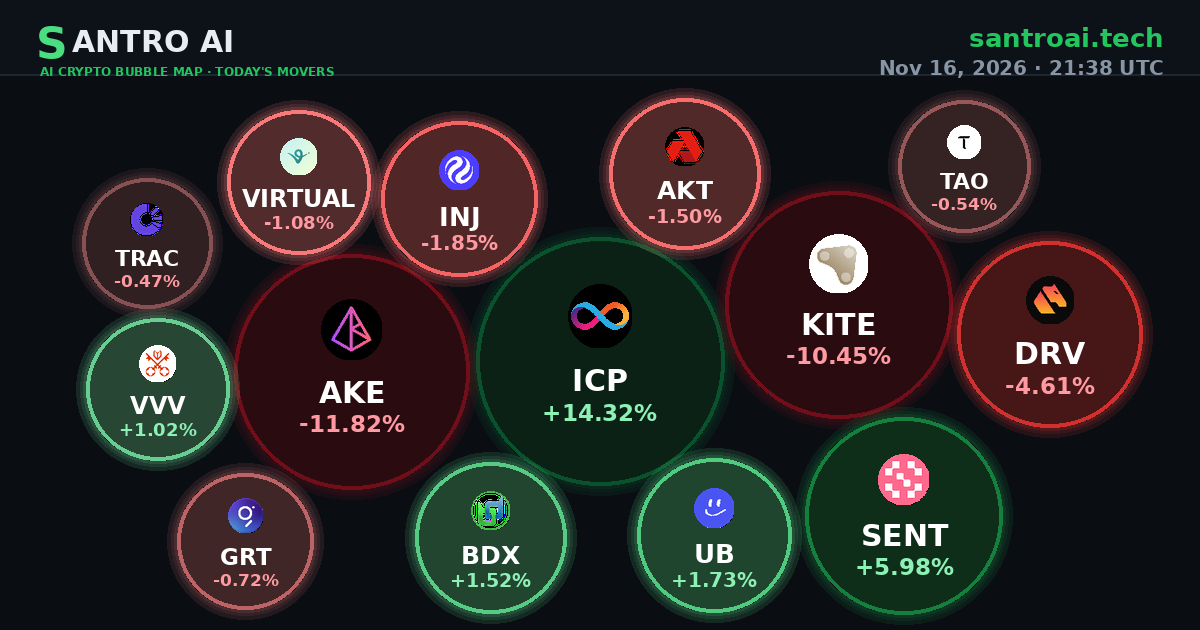 SANTRO AI
AI CRYPTO BUBBLE MAP · TODAY'S MOVERS
santroai.tech
Nov 16, 2026 · 21:38 UTC
TRAC
-0.47%
VIRTUAL
-1.08%
INJ
-1.85%
AKT
-1.50%
TAO
-0.54%
VVV
+1.02%
AKE
-11.82%
ICP
+14.32%
KITE
-10.45%
DRV
-4.61%
GRT
-0.72%
BDX
+1.52%
UB
+1.73%
SENT
+5.98%